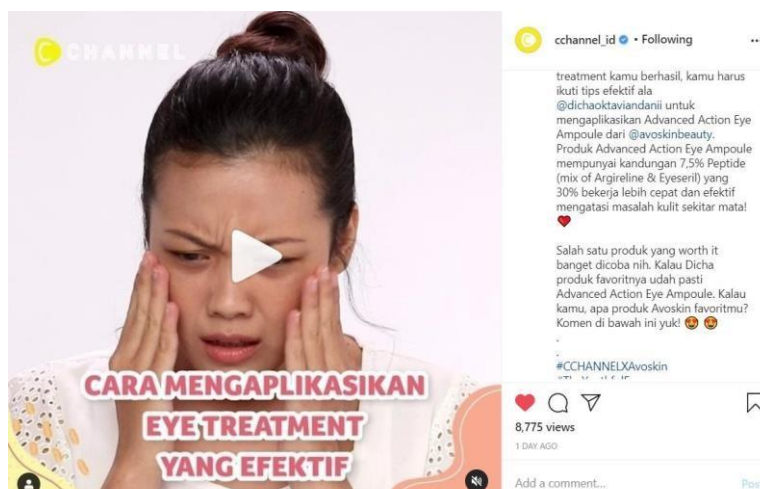 C CHANNEL
CARA MENGAPLIKASIKAN
EYE TREATMENT
YANG EFEKTIF
cchannel_id • Following
treatment kamu berhasil, kamu harus
ikuti tips efektif ala
@dichaoktaviandanii untuk
mengaplikasikan Advanced Action Eye
Ampoule dari @avoskinbeauty.
Produk Advanced Action Eye Ampoule
mempunyai kandungan 7,5% Peptide
(mix of Argireline & Eyeseril) yang
30% bekerja lebih cepat dan efektif
mengatasi masalah kulit sekitar mata!
Salah satu produk yang worth it
banget dicoba nih. Kalau Dicha
produk favoritnya udah pasti
Advanced Action Eye Ampoule. Kalau
kamu, apa produk Avoskin favoritmu?
Komen di bawah ini yuk!
.
.
#CCHANNELXAvoskin
8,775 views
1 DAY AGO
Add a comment...